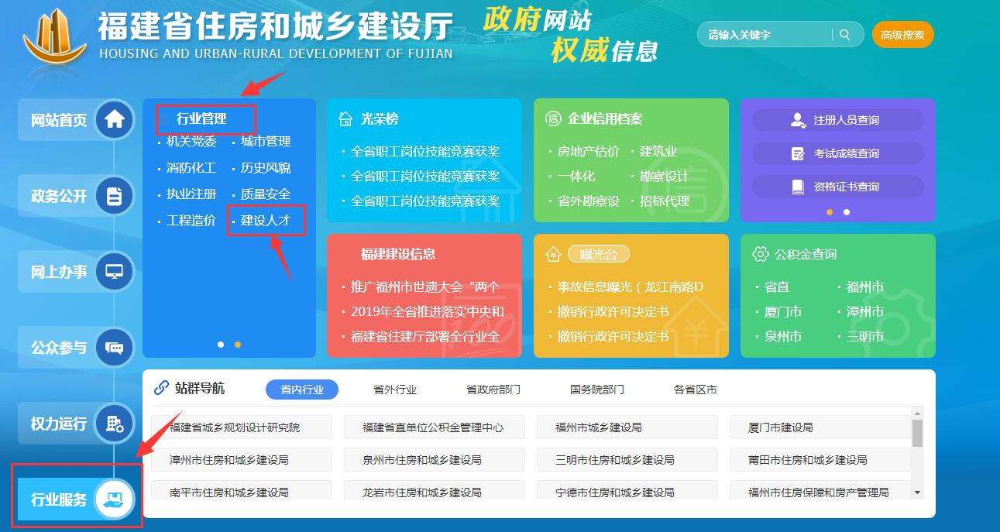 福建省住房和城乡建设厅
HOUSING AND URBAN-RURAL DEVELOPMENT OF FUJIAN
政府网站
权威信息
请输入关键字
高级搜索
网站首页
政务公开
网上办事
公众参与
权力运行
行业服务
行业管理
· 机关党委 · 城市管理
· 消防化工 · 历史风貌
· 执业注册 · 质量安全
· 工程造价 · 建设人才
光荣榜
· 全省职工岗位技能竞赛获奖
· 全省职工岗位技能竞赛获奖
· 全省职工岗位技能竞赛获奖
信 企业信用档案
· 房地产估价 · 建筑业
· 一体化 · 勘察设计
· 省外勘察设 · 招标代理
信
注册人员查询
考试成绩查询
资格证书查询
福建建设信息
· 推广福州市世遗大会“两个
· 2019年全省推进落实中央和
· 福建省住建厅部署全行业全
100
曝光台
· 事故信息曝光（龙江南路D
· 撤销行政许可决定书
· 撤销行政许可决定书
公积金查询
· 省直 · 福州市
· 厦门市 · 漳州市
· 泉州市 · 三明市
站群导航 省内行业 省外行业 省政府部门 国务院部门 各省区市
福建省城乡规划设计研究院 福建省直单位公积金管理中心 福州市城乡建设局 厦门市建设局
漳州市住房和城乡建设局 泉州市住房和城乡建设局 三明市住房和城乡建设局 莆田市住房和城乡建设局
南平市住房和城乡建设局 龙岩市住房和城乡建设局 宁德市住房和城乡建设局 福州市住房保障和房产管理局